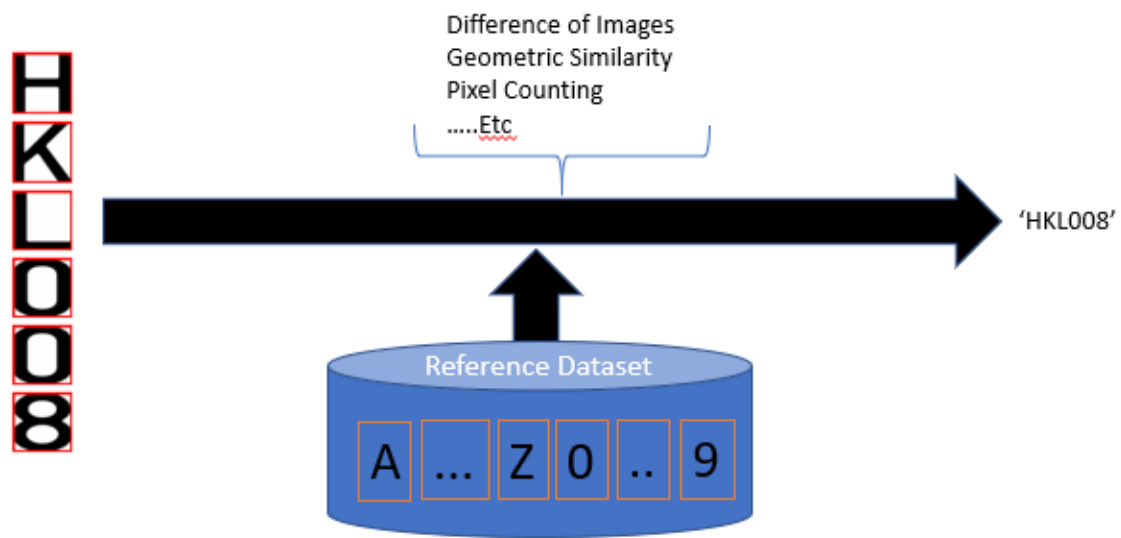 Difference of Images
Geometric Similarity
Pixel Counting
.....Etc
H
K
L
0
0
8
‘HKL008’
Reference Dataset
A ... Z 0 .. 9